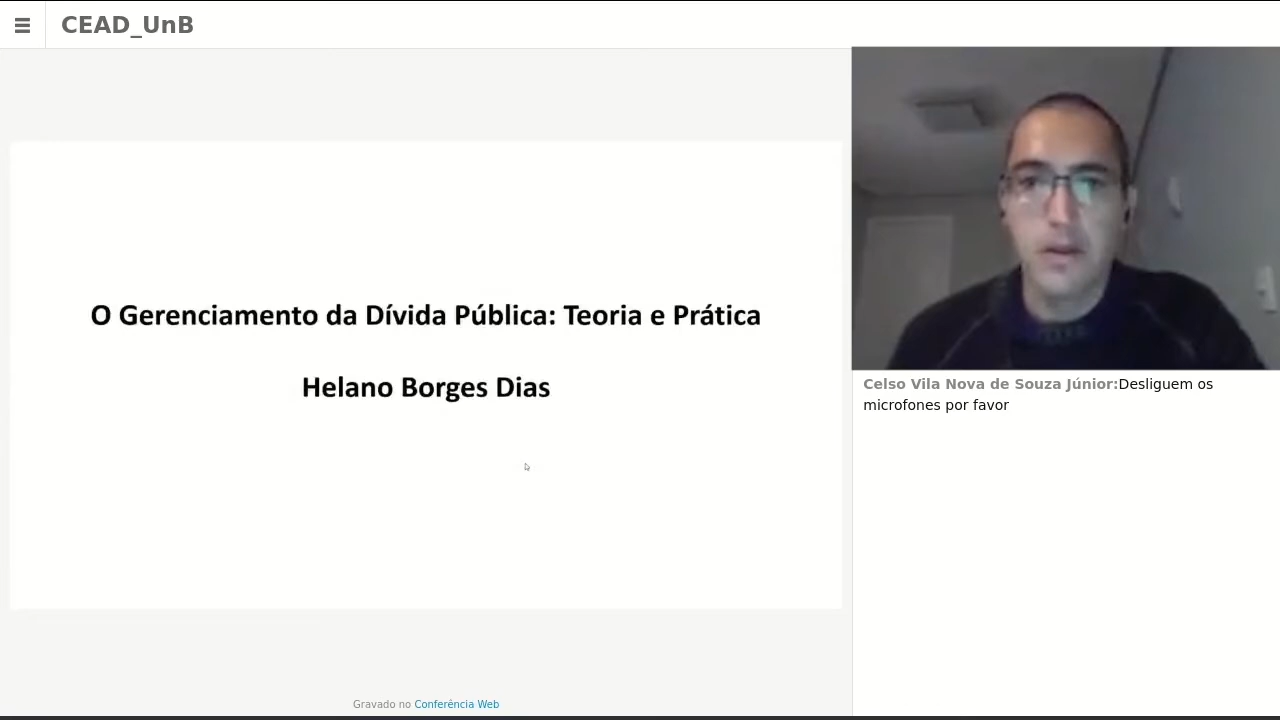 CEAD_UnB
O Gerenciamento da Dívida Pública: Teoria e Prática
Helano Borges Dias
Celso Vila Nova de Souza Júnior:Desliguem os
microfones por favor
Gravado no Conferência Web